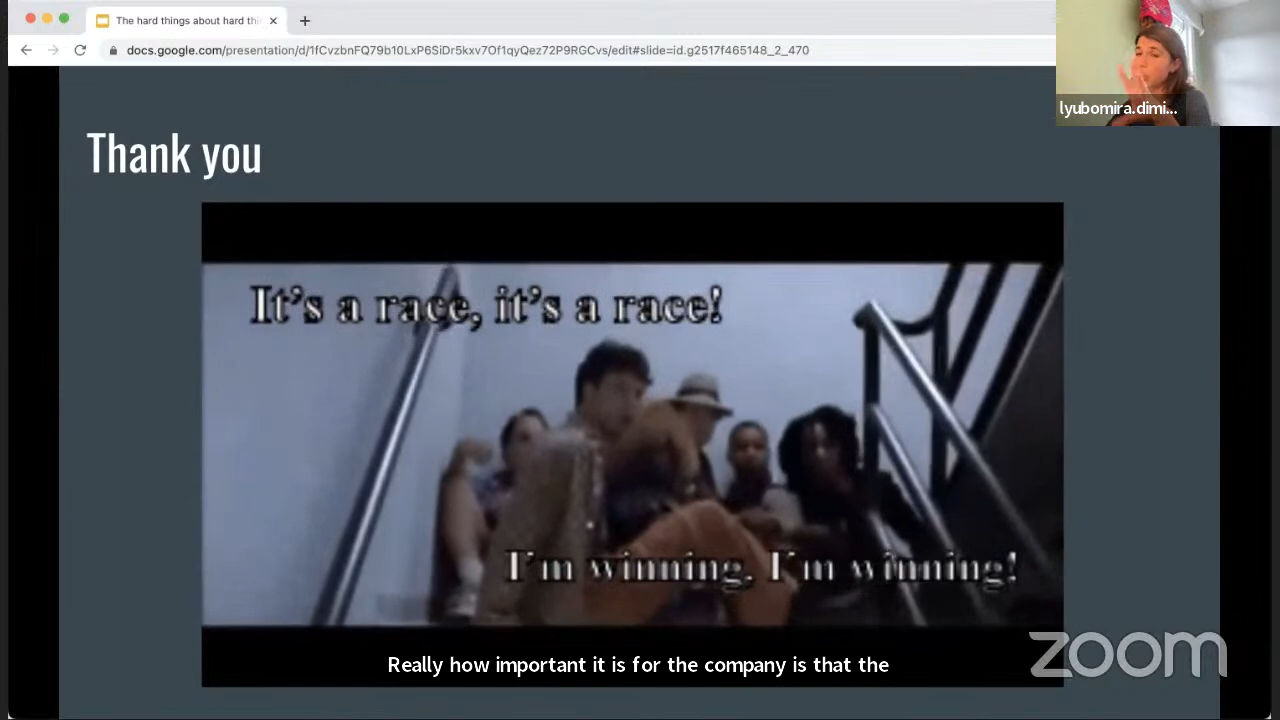 The hard things about hard thi
docs.google.com/presentation/d/1fCvzbnFQ79b10LxP6SiDr5kxv7Of1qyQez72P9RGCvs/edit#slide=id.g2517f465148_2_470
lyubomira.dimi...
Thank you
It's a race, it's a race!
I'm winning, I'm winning!
Really how important it is for the company is that the
zoom